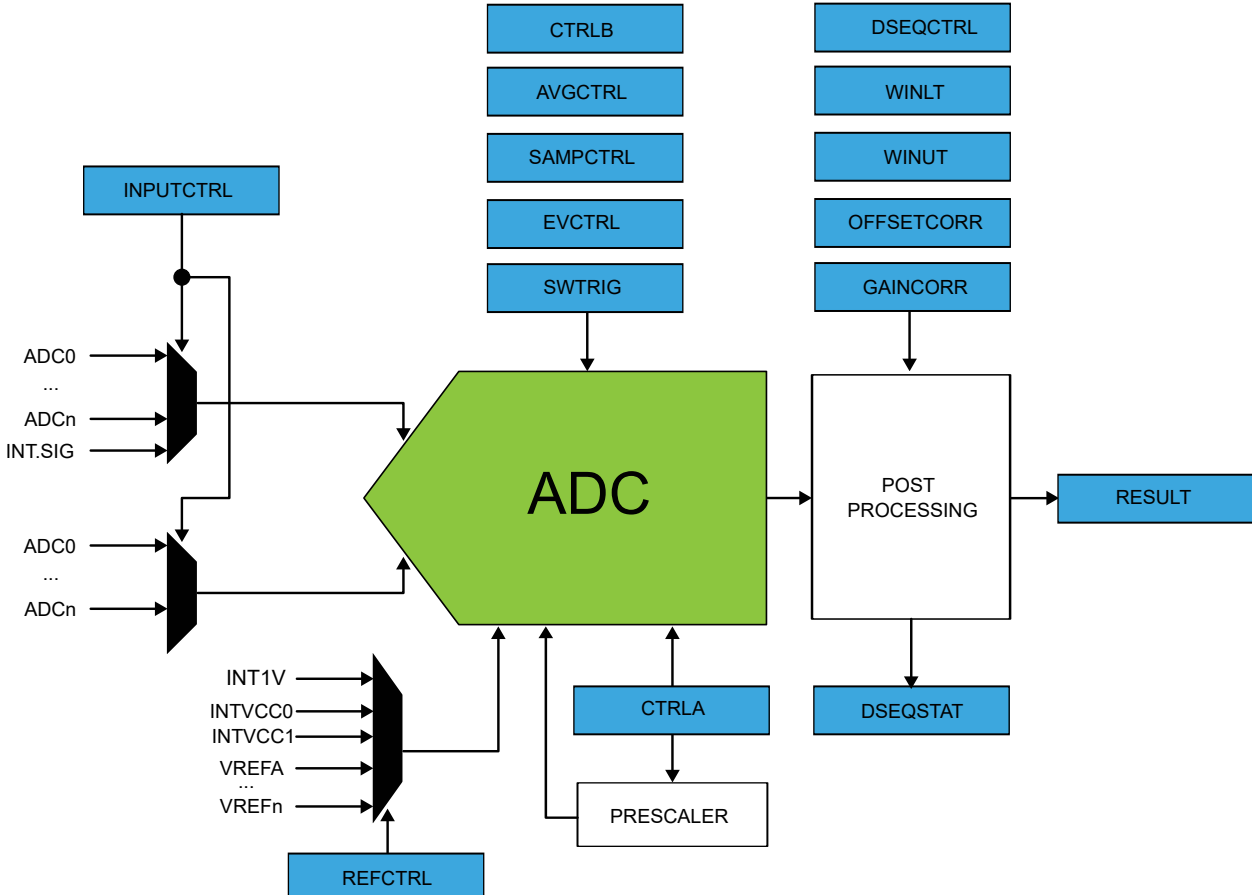 CTRLB
DSEQCTRL
AVGCTRL
WINLT
SAMPCTRL
WINUT
INPUTCTRL
EVCTRL
OFFSETCORR
SWTRIG
GAINCORR
ADC0
...
ADCn
INT.SIG
ADC
POST
PROCESSING
RESULT
ADC0
...
ADCn
INT1V
INTVCC0
INTVCC1
VREFA
...
VREFn
CTRLA
DSEQSTAT
PRESCALER
REFCTRL